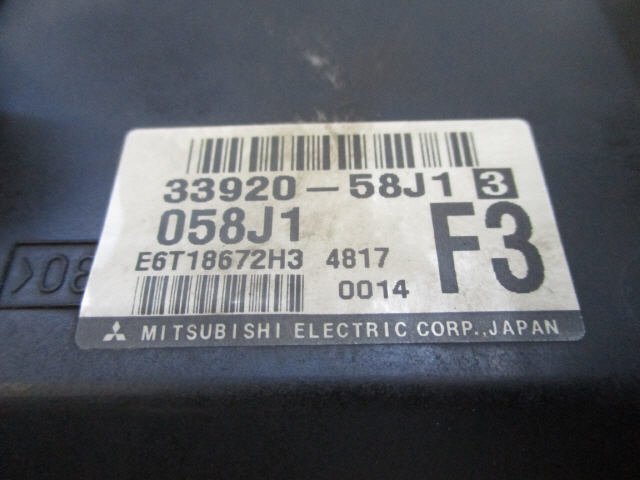 33920-58J1 3
058J1
F3
E6T18672H3 4817
0014
MITSUBISHI ELECTRIC CORP.,JAPAN